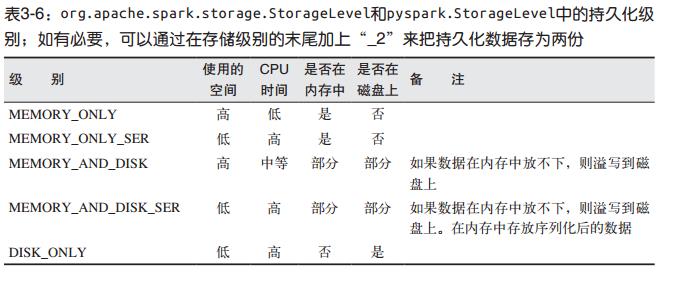 表3-6：org.apache.spark.storage.StorageLevel和pyspark.StorageLevel中的持久化级
别；如有必要，可以通过在存储级别的末尾加上“_2”来把持久化数据存为两份
级 别 使用的空间 CPU时间 是否在内存中 是否在磁盘上 备 注
MEMORY_ONLY 高 低 是 否
MEMORY_ONLY_SER 低 高 是 否
MEMORY_AND_DISK 高 中等 部分 部分 如果数据在内存中放不下，则溢写到磁
盘上
MEMORY_AND_DISK_SER 低 高 部分 部分 如果数据在内存中放不下，则溢写到磁
盘上。在内存中存放序列化后的数据
DISK_ONLY 低 高 否 是